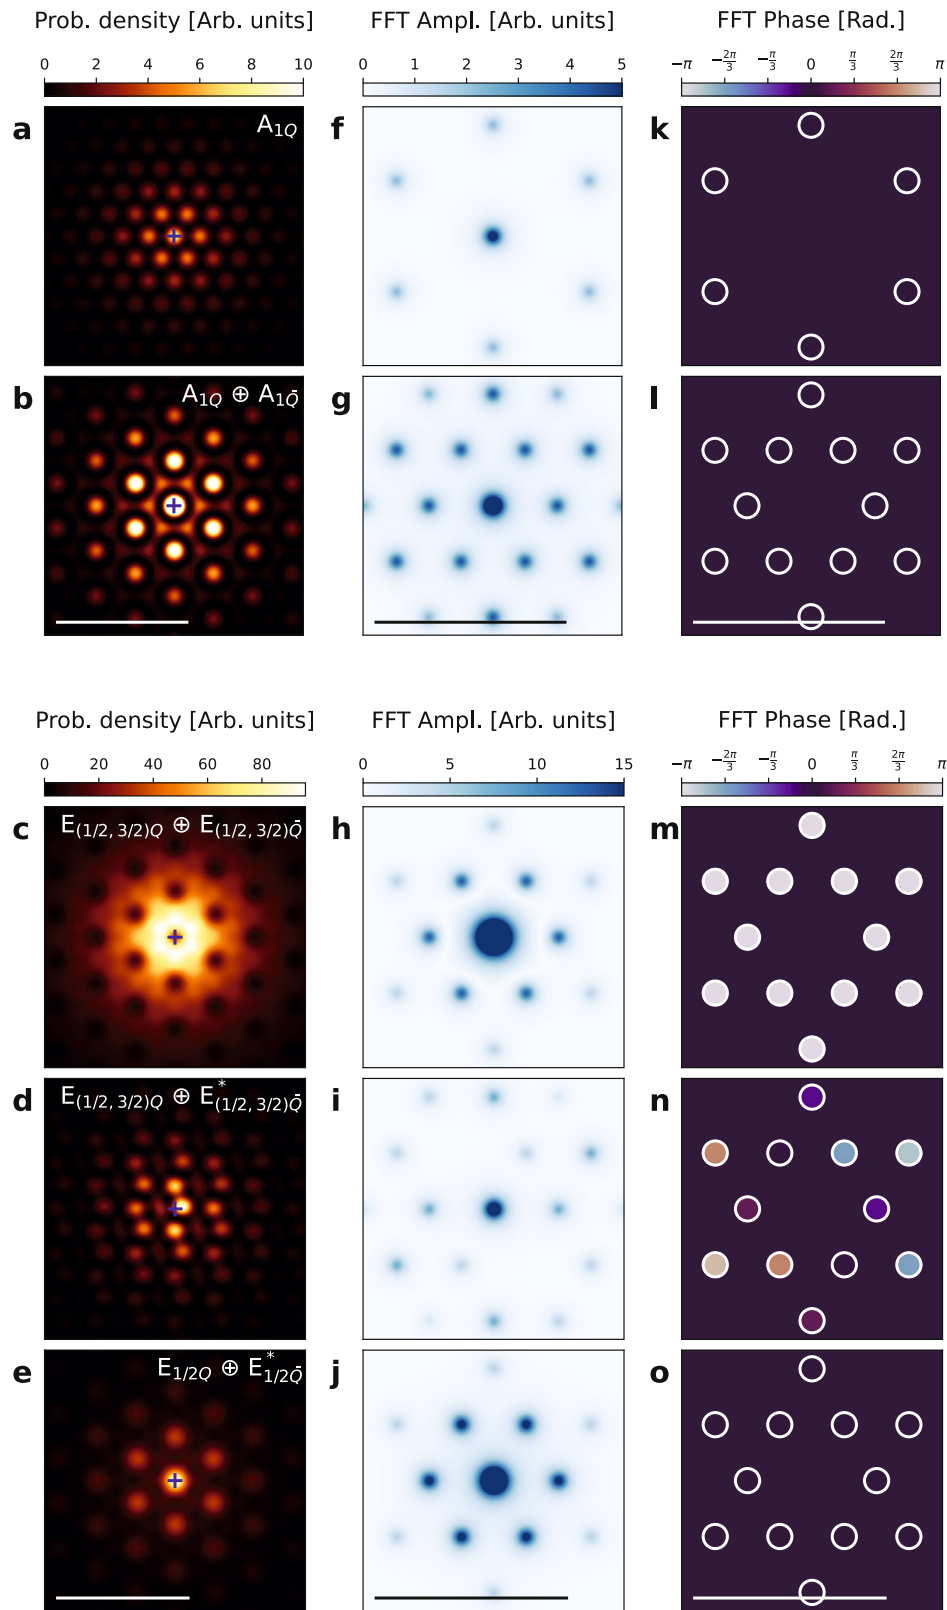 Prob. density [Arb. units] FFT Ampl. [Arb. units] FFT Phase [Rad.]
0 2 4 6 8 10 0 1 2 3 4 5 −π −2π/3 −π/3 0 π/3 2π/3 π
a A1Q f k
b A1Q ⊕ A1Q̄ g l
Prob. density [Arb. units] FFT Ampl. [Arb. units] FFT Phase [Rad.]
0 20 40 60 80 0 5 10 15 −π −2π/3 −π/3 0 π/3 2π/3 π
c E(1/2, 3/2)Q ⊕ E(1/2, 3/2)Q̄ h m
d E(1/2, 3/2)Q ⊕ E*(1/2, 3/2)Q̄ i n
e E1/2Q ⊕ E*1/2Q̄ j o